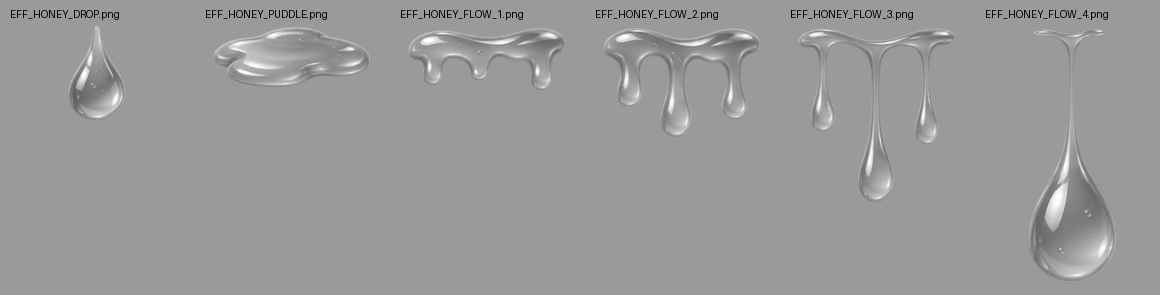 EFF_HONEY_DROP.png
EFF_HONEY_PUDDLE.png
EFF_HONEY_FLOW_1.png
EFF_HONEY_FLOW_2.png
EFF_HONEY_FLOW_3.png
EFF_HONEY_FLOW_4.png